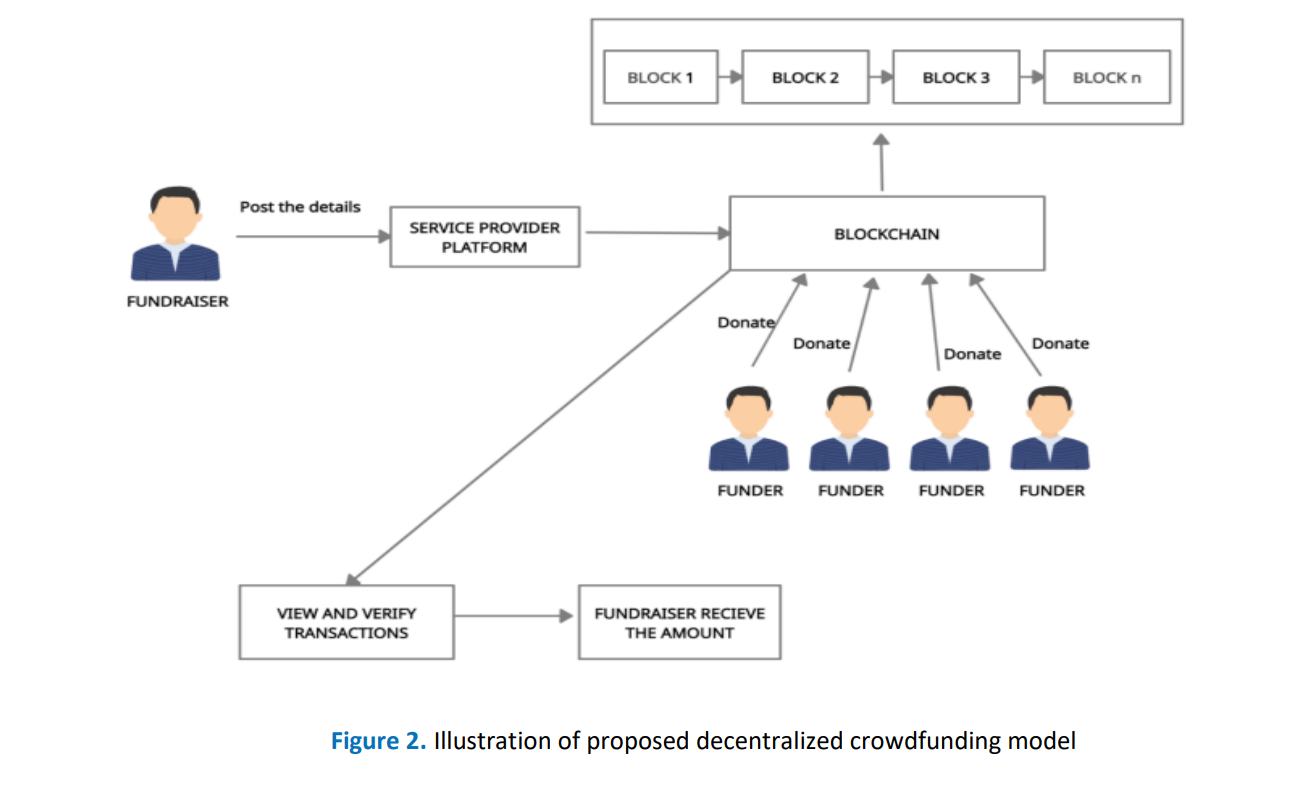 BLOCK 1
BLOCK 2
BLOCK 3
BLOCK n
Post the details
SERVICE PROVIDER
PLATFORM
BLOCKCHAIN
FUNDRAISER
Donate
Donate
Donate
Donate
FUNDER
FUNDER
FUNDER
FUNDER
VIEW AND VERIFY
TRANSACTIONS
FUNDRAISER RECIEVE
THE AMOUNT
Figure 2. Illustration of proposed decentralized crowdfunding model